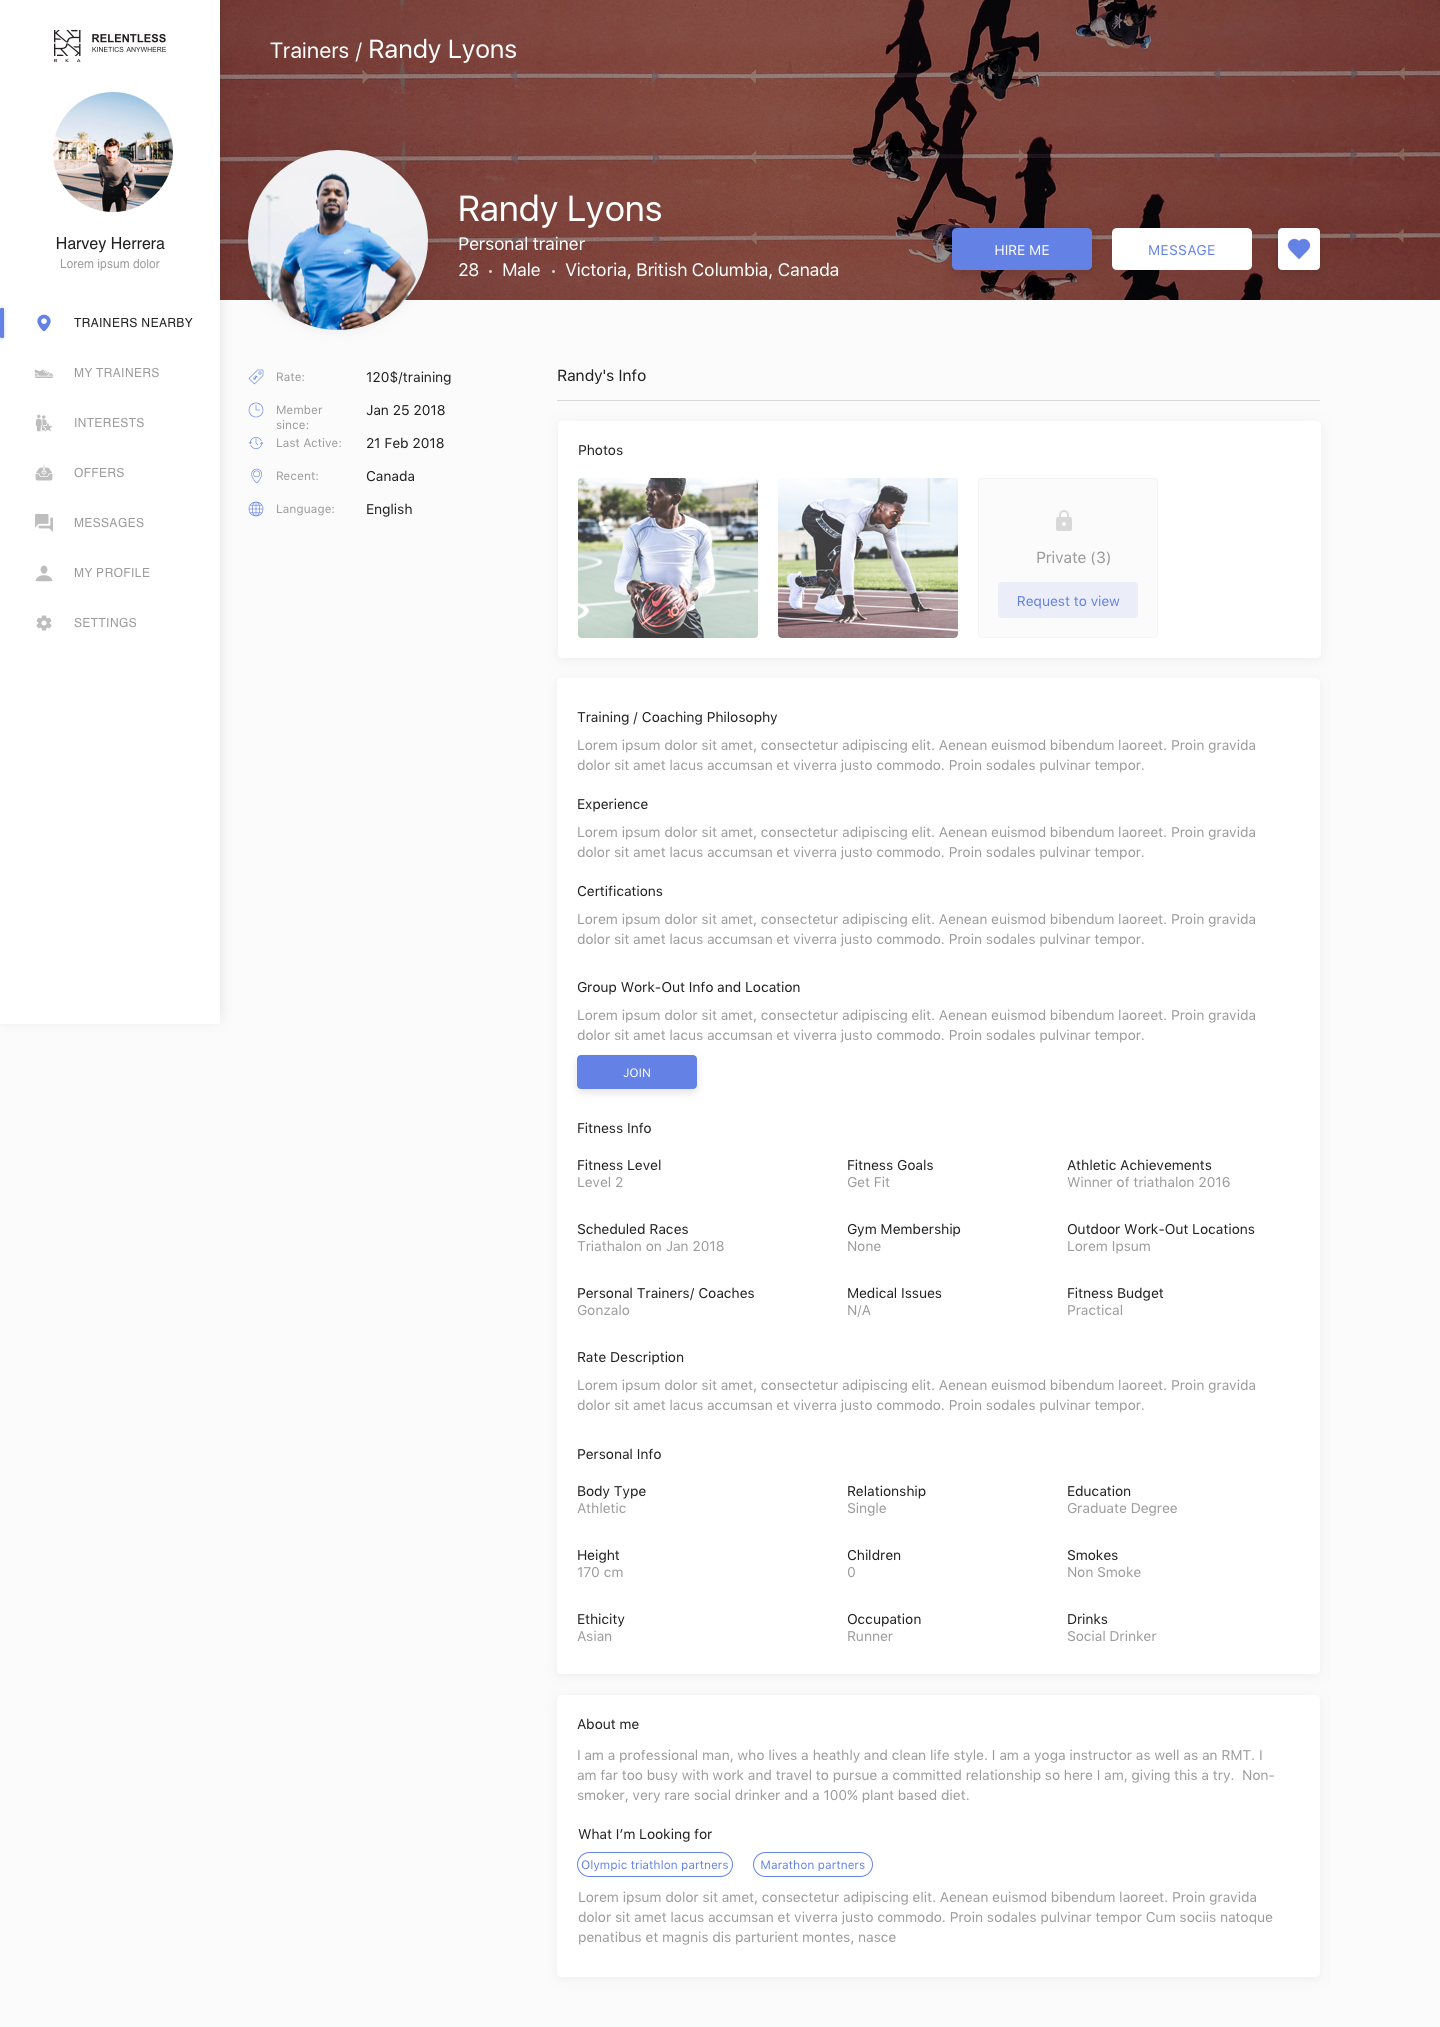 RELENTLESS
KINETICS ANYWHERE
R K A
Harvey Herrera
Lorem ipsum dolor
TRAINERS NEARBY
MY TRAINERS
INTERESTS
OFFERS
MESSAGES
MY PROFILE
SETTINGS
Trainers / Randy Lyons
Randy Lyons
Personal trainer
28 • Male • Victoria, British Columbia, Canada
HIRE ME
MESSAGE
Rate: 120$/training
Member since: Jan 25 2018
Last Active: 21 Feb 2018
Recent: Canada
Language: English
Randy's Info
Photos
Private (3)
Request to view
Training / Coaching Philosophy
Lorem ipsum dolor sit amet, consectetur adipiscing elit. Aenean euismod bibendum laoreet. Proin gravida
dolor sit amet lacus accumsan et viverra justo commodo. Proin sodales pulvinar tempor.
Experience
Lorem ipsum dolor sit amet, consectetur adipiscing elit. Aenean euismod bibendum laoreet. Proin gravida
dolor sit amet lacus accumsan et viverra justo commodo. Proin sodales pulvinar tempor.
Certifications
Lorem ipsum dolor sit amet, consectetur adipiscing elit. Aenean euismod bibendum laoreet. Proin gravida
dolor sit amet lacus accumsan et viverra justo commodo. Proin sodales pulvinar tempor.
Group Work-Out Info and Location
Lorem ipsum dolor sit amet, consectetur adipiscing elit. Aenean euismod bibendum laoreet. Proin gravida
dolor sit amet lacus accumsan et viverra justo commodo. Proin sodales pulvinar tempor.
JOIN
Fitness Info
Fitness Level
Level 2
Fitness Goals
Get Fit
Athletic Achievements
Winner of triathalon 2016
Scheduled Races
Triathalon on Jan 2018
Gym Membership
None
Outdoor Work-Out Locations
Lorem Ipsum
Personal Trainers/ Coaches
Gonzalo
Medical Issues
N/A
Fitness Budget
Practical
Rate Description
Lorem ipsum dolor sit amet, consectetur adipiscing elit. Aenean euismod bibendum laoreet. Proin gravida
dolor sit amet lacus accumsan et viverra justo commodo. Proin sodales pulvinar tempor.
Personal Info
Body Type
Athletic
Relationship
Single
Education
Graduate Degree
Height
170 cm
Children
0
Smokes
Non Smoke
Ethicity
Asian
Occupation
Runner
Drinks
Social Drinker
About me
I am a professional man, who lives a heathly and clean life style. I am a yoga instructor as well as an RMT. I
am far too busy with work and travel to pursue a committed relationship so here I am, giving this a try. Non-
smoker, very rare social drinker and a 100% plant based diet.
What I’m Looking for
Olympic triathlon partners
Marathon partners
Lorem ipsum dolor sit amet, consectetur adipiscing elit. Aenean euismod bibendum laoreet. Proin gravida
dolor sit amet lacus accumsan et viverra justo commodo. Proin sodales pulvinar tempor Cum sociis natoque
penatibus et magnis dis parturient montes, nasce